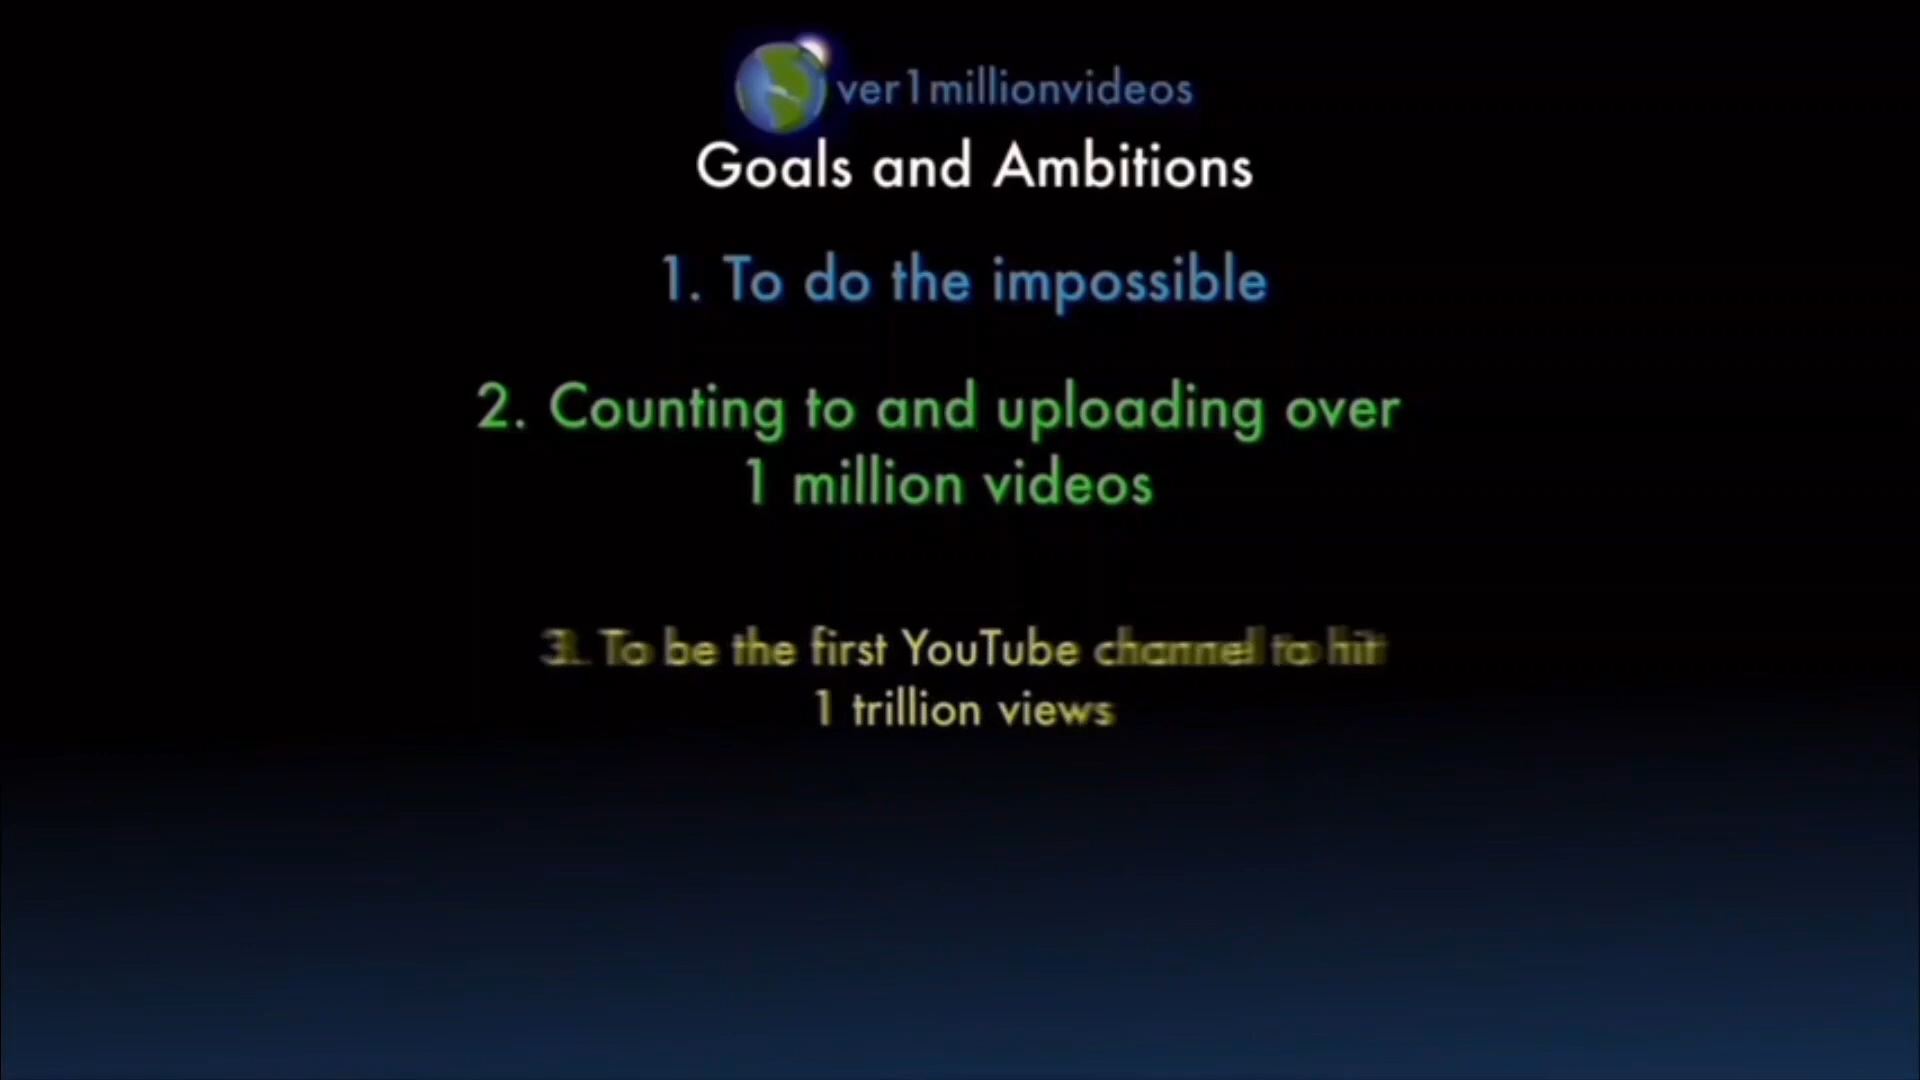 ver1millionvideos
Goals and Ambitions
1. To do the impossible
2. Counting to and uploading over
1 million videos
3. To be the first YouTube channel to hit
1 trillion views